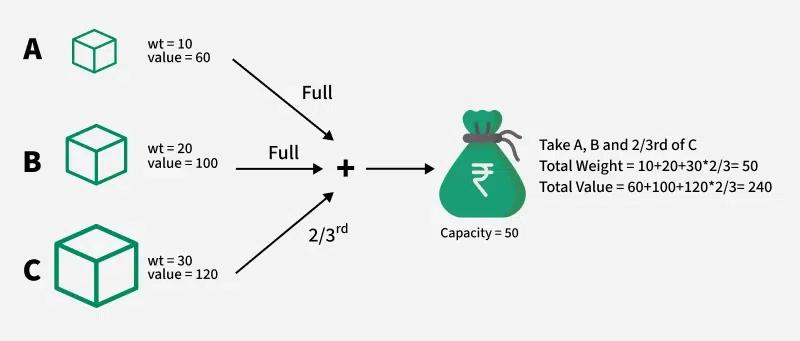 A
wt = 10
value = 60
Full
B
wt = 20
value = 100
Full
+
C
wt = 30
value = 120
2/3rd
₹
Capacity = 50
Take A, B and 2/3rd of C
Total Weight = 10+20+30*2/3= 50
Total Value = 60+100+120*2/3= 240